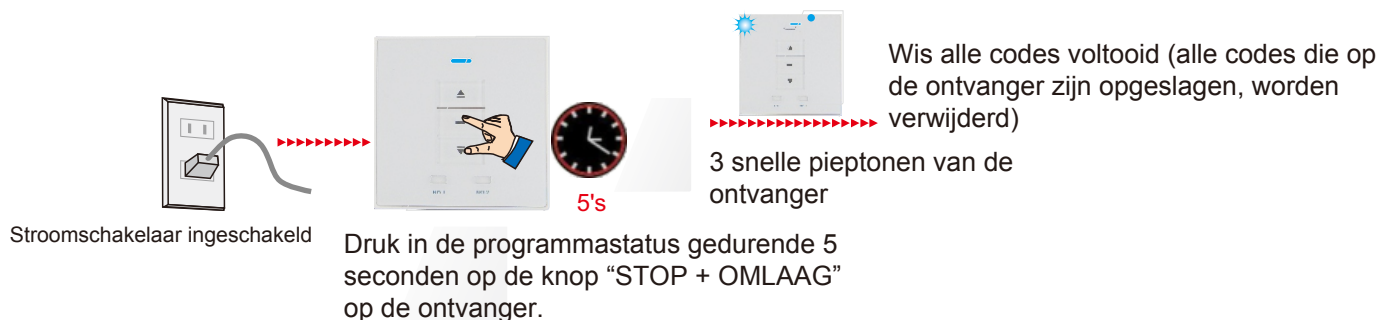 Stroomschakelaar ingeschakeld
5's
Druk in de programmastatus gedurende 5
seconden op de knop “STOP + OMLAAG”
op de ontvanger.
3 snelle pieptonen van de
ontvanger
Wis alle codes voltooid (alle codes die op
de ontvanger zijn opgeslagen, worden
verwijderd)